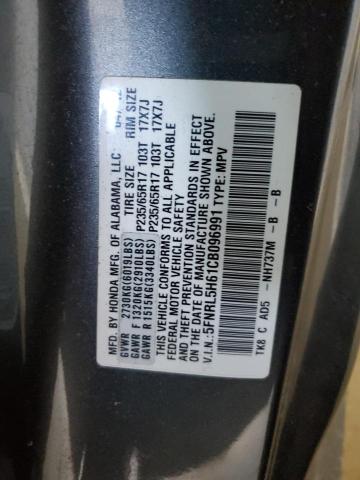 MFD. BY HONDA MFG. OF ALABAMA, LLC 04/12
GVWR 2730KG(6019LBS) TIRE SIZE RIM SIZE
GAWR F 1320KG(2910LBS) P235/65R17 103T 17X7J
GAWR R 1515KG(3340LBS) P235/65R17 103T 17X7J
THIS VEHICLE CONFORMS TO ALL APPLICABLE
FEDERAL MOTOR VEHICLE SAFETY
AND THEFT PREVENTION STANDARDS IN EFFECT
ON THE DATE OF MANUFACTURE SHOWN ABOVE.
V.I.N.:5FNRL5H61CB096991 TYPE: MPV
TK8 C AD5 - NH737M - B - B